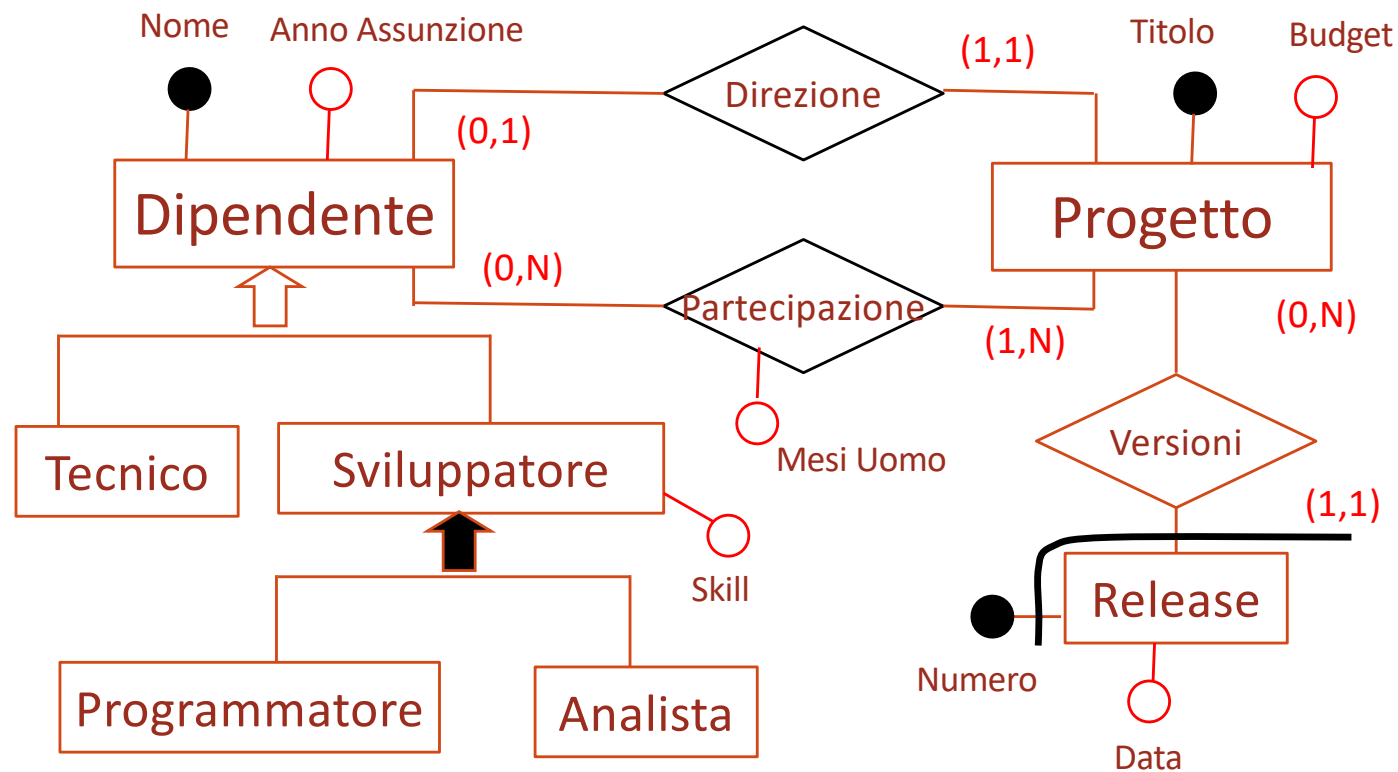 Nome
Anno Assunzione
Titolo
Budget
(1,1)
Direzione
(0,1)
Dipendente
Progetto
(0,N)
Partecipazione
(1,N)
(0,N)
Tecnico
Sviluppatore
Mesi Uomo
Versioni
(1,1)
Skill
Release
Numero
Programmatore
Analista
Data